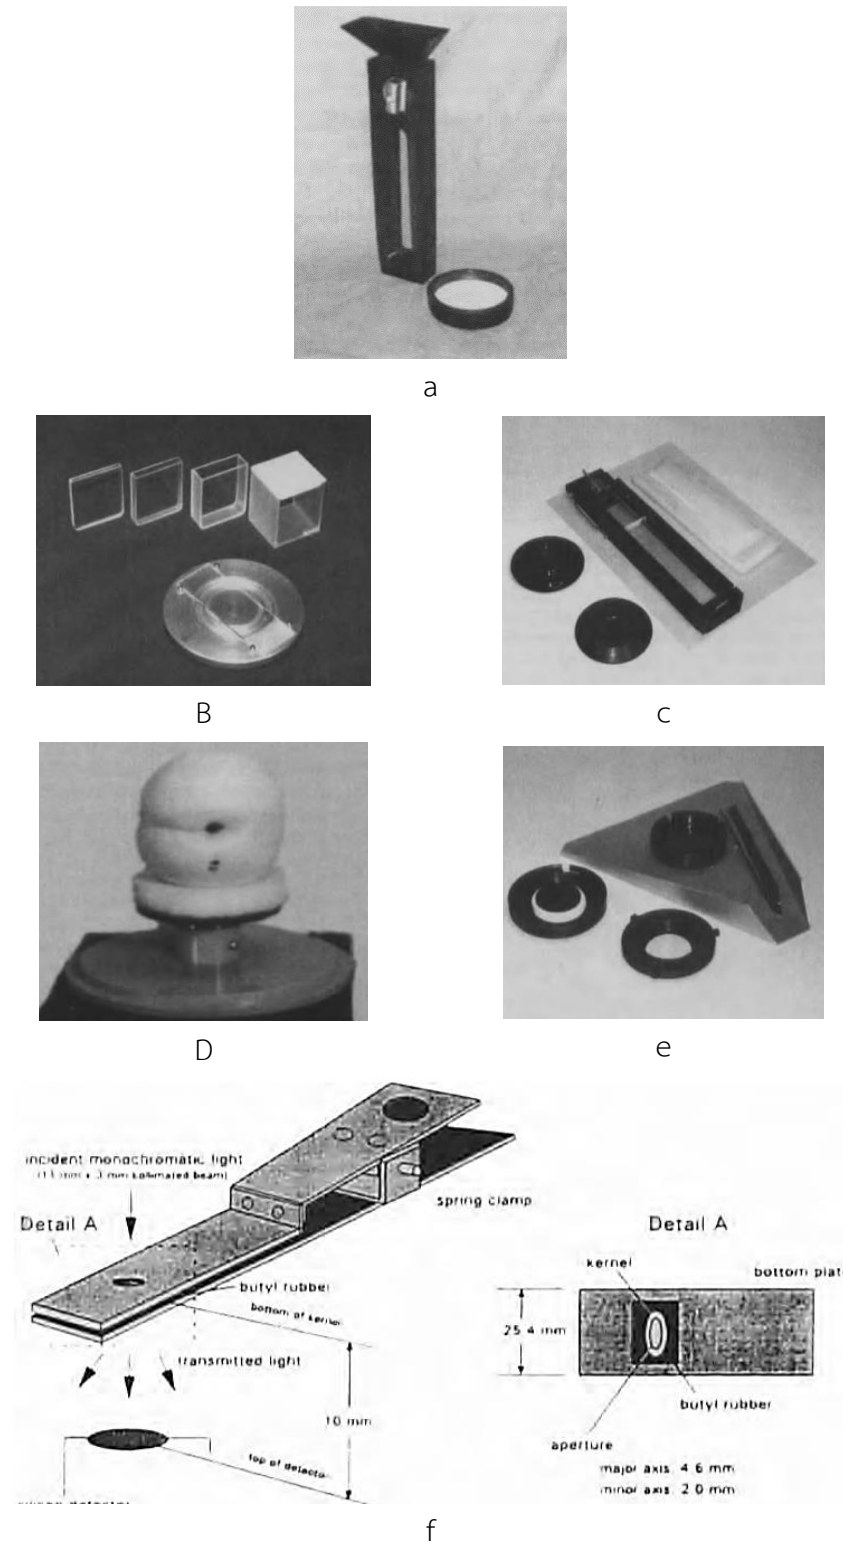 a
B
c
D
e
incident monochromatic light
Detail A
spring clamp
butyl rubber
bottom of kernel
transmitted light
10 mm
top of detector
Detail A
kernel
bottom plat
25.4 mm
butyl rubber
aperture
major axis: 4.6 mm
minor axis: 2.0 mm
f